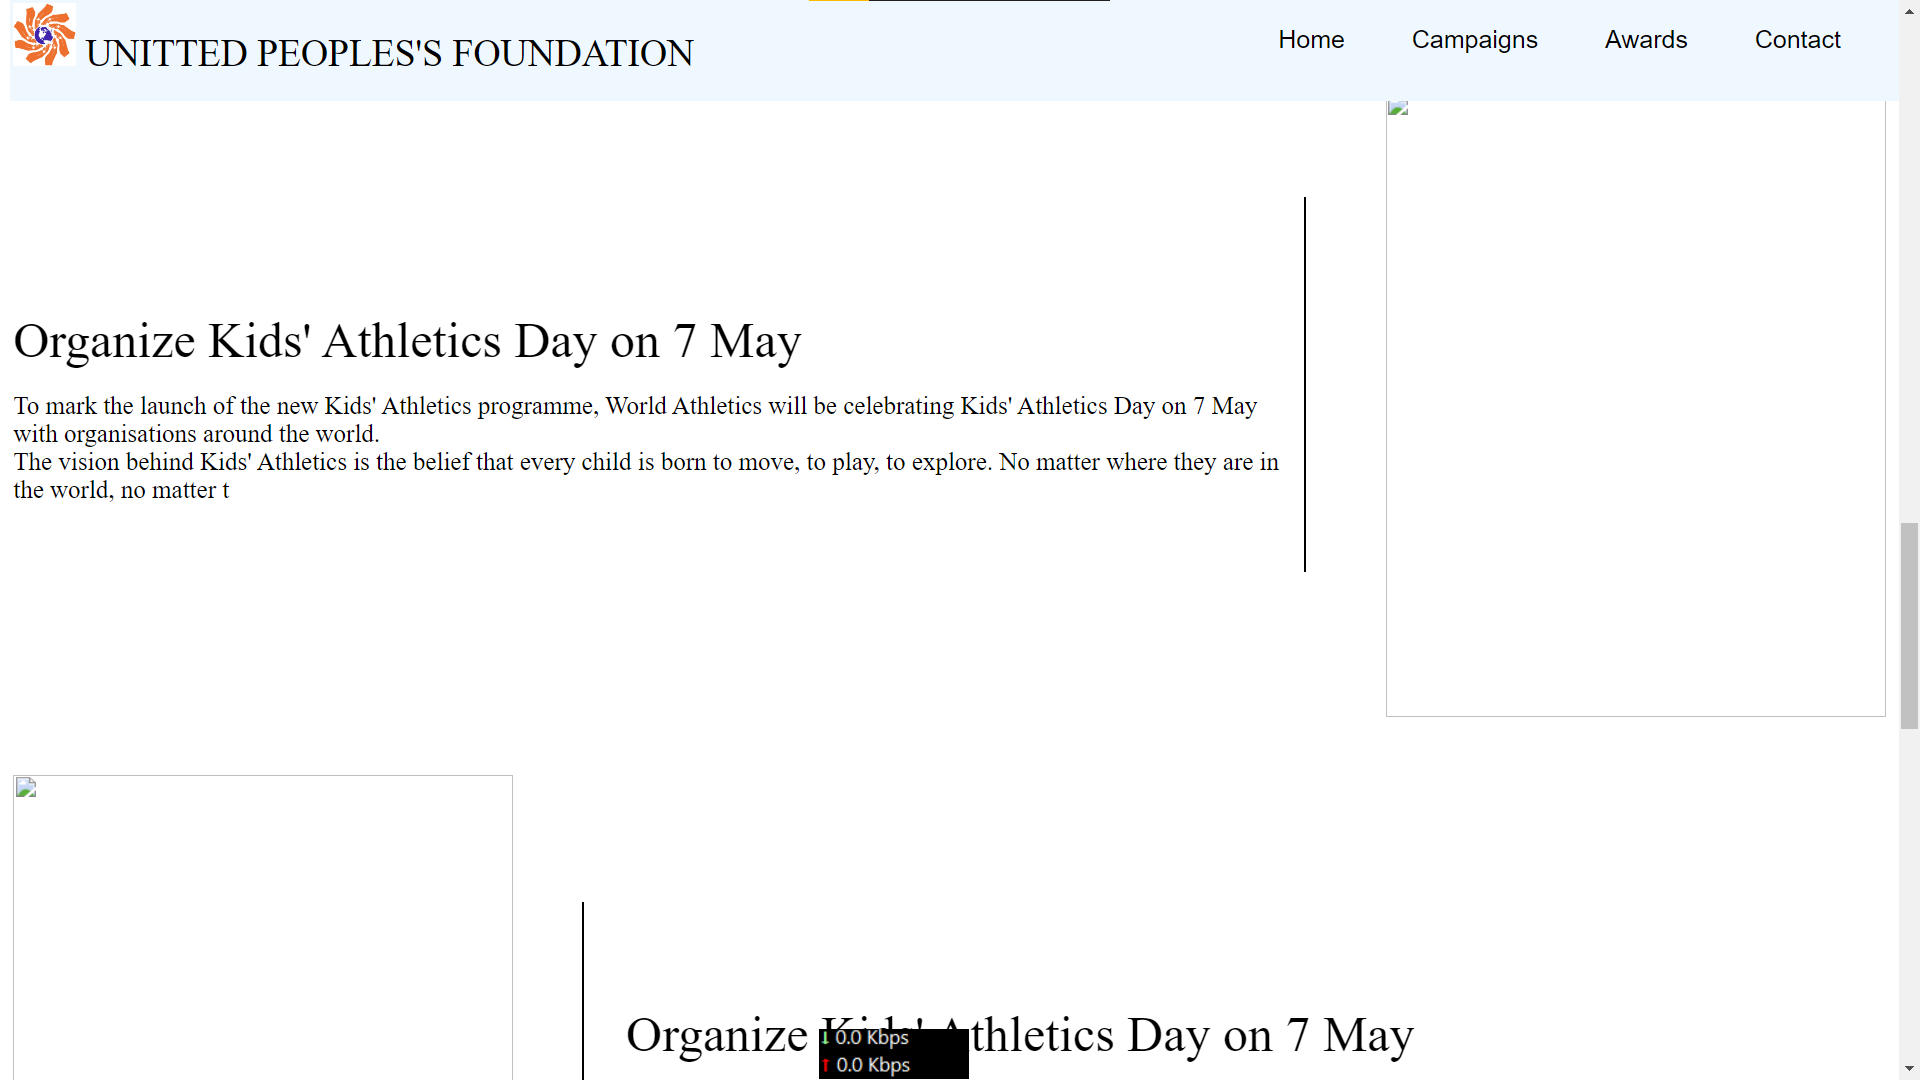 UNITTED PEOPLES'S FOUNDATION
Home Campaigns Awards Contact
Organize Kids' Athletics Day on 7 May
To mark the launch of the new Kids' Athletics programme, World Athletics will be celebrating Kids' Athletics Day on 7 May
with organisations around the world.
The vision behind Kids' Athletics is the belief that every child is born to move, to play, to explore. No matter where they are in
the world, no matter t
Organize Kids' Athletics Day on 7 May
0.0 Kbps
0.0 Kbps